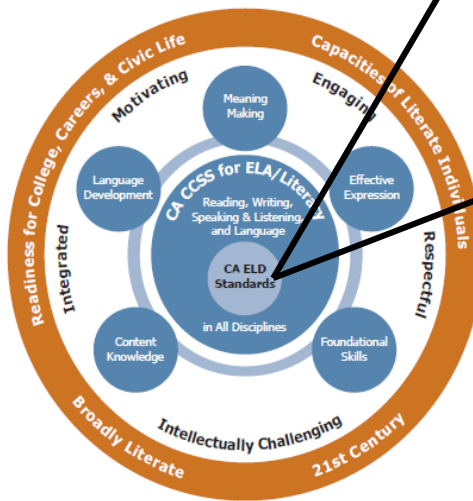 Readiness for College, Careers, & Civic Life
Capacities of Literate Individuals
Motivating
Engaging
Meaning
Making
Language
Development
Effective
Expression
CA CCSS for ELA/Literacy
Reading, Writing,
Speaking & Listening,
and Language
CA ELD
Standards
in All Disciplines
Integrated
Respectful
Content
Knowledge
Foundational
Skills
Intellectually Challenging
Broadly Literate
21st Century